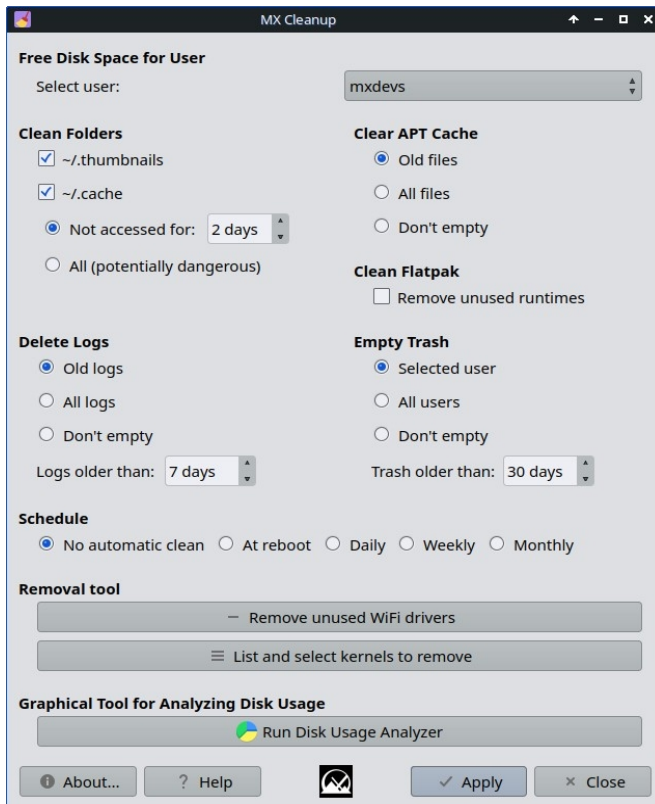 MX Cleanup
Free Disk Space for User
Select user: mxdevs
Clean Folders
~/.thumbnails
~/.cache
Not accessed for: 2 days
All (potentially dangerous)
Clear APT Cache
Old files
All files
Don't empty
Clean Flatpak
Remove unused runtimes
Delete Logs
Old logs
All logs
Don't empty
Logs older than: 7 days
Empty Trash
Selected user
All users
Don't empty
Trash older than: 30 days
Schedule
No automatic clean At reboot Daily Weekly Monthly
Removal tool
Remove unused WiFi drivers
List and select kernels to remove
Graphical Tool for Analyzing Disk Usage
Run Disk Usage Analyzer
About... ? Help Apply Close